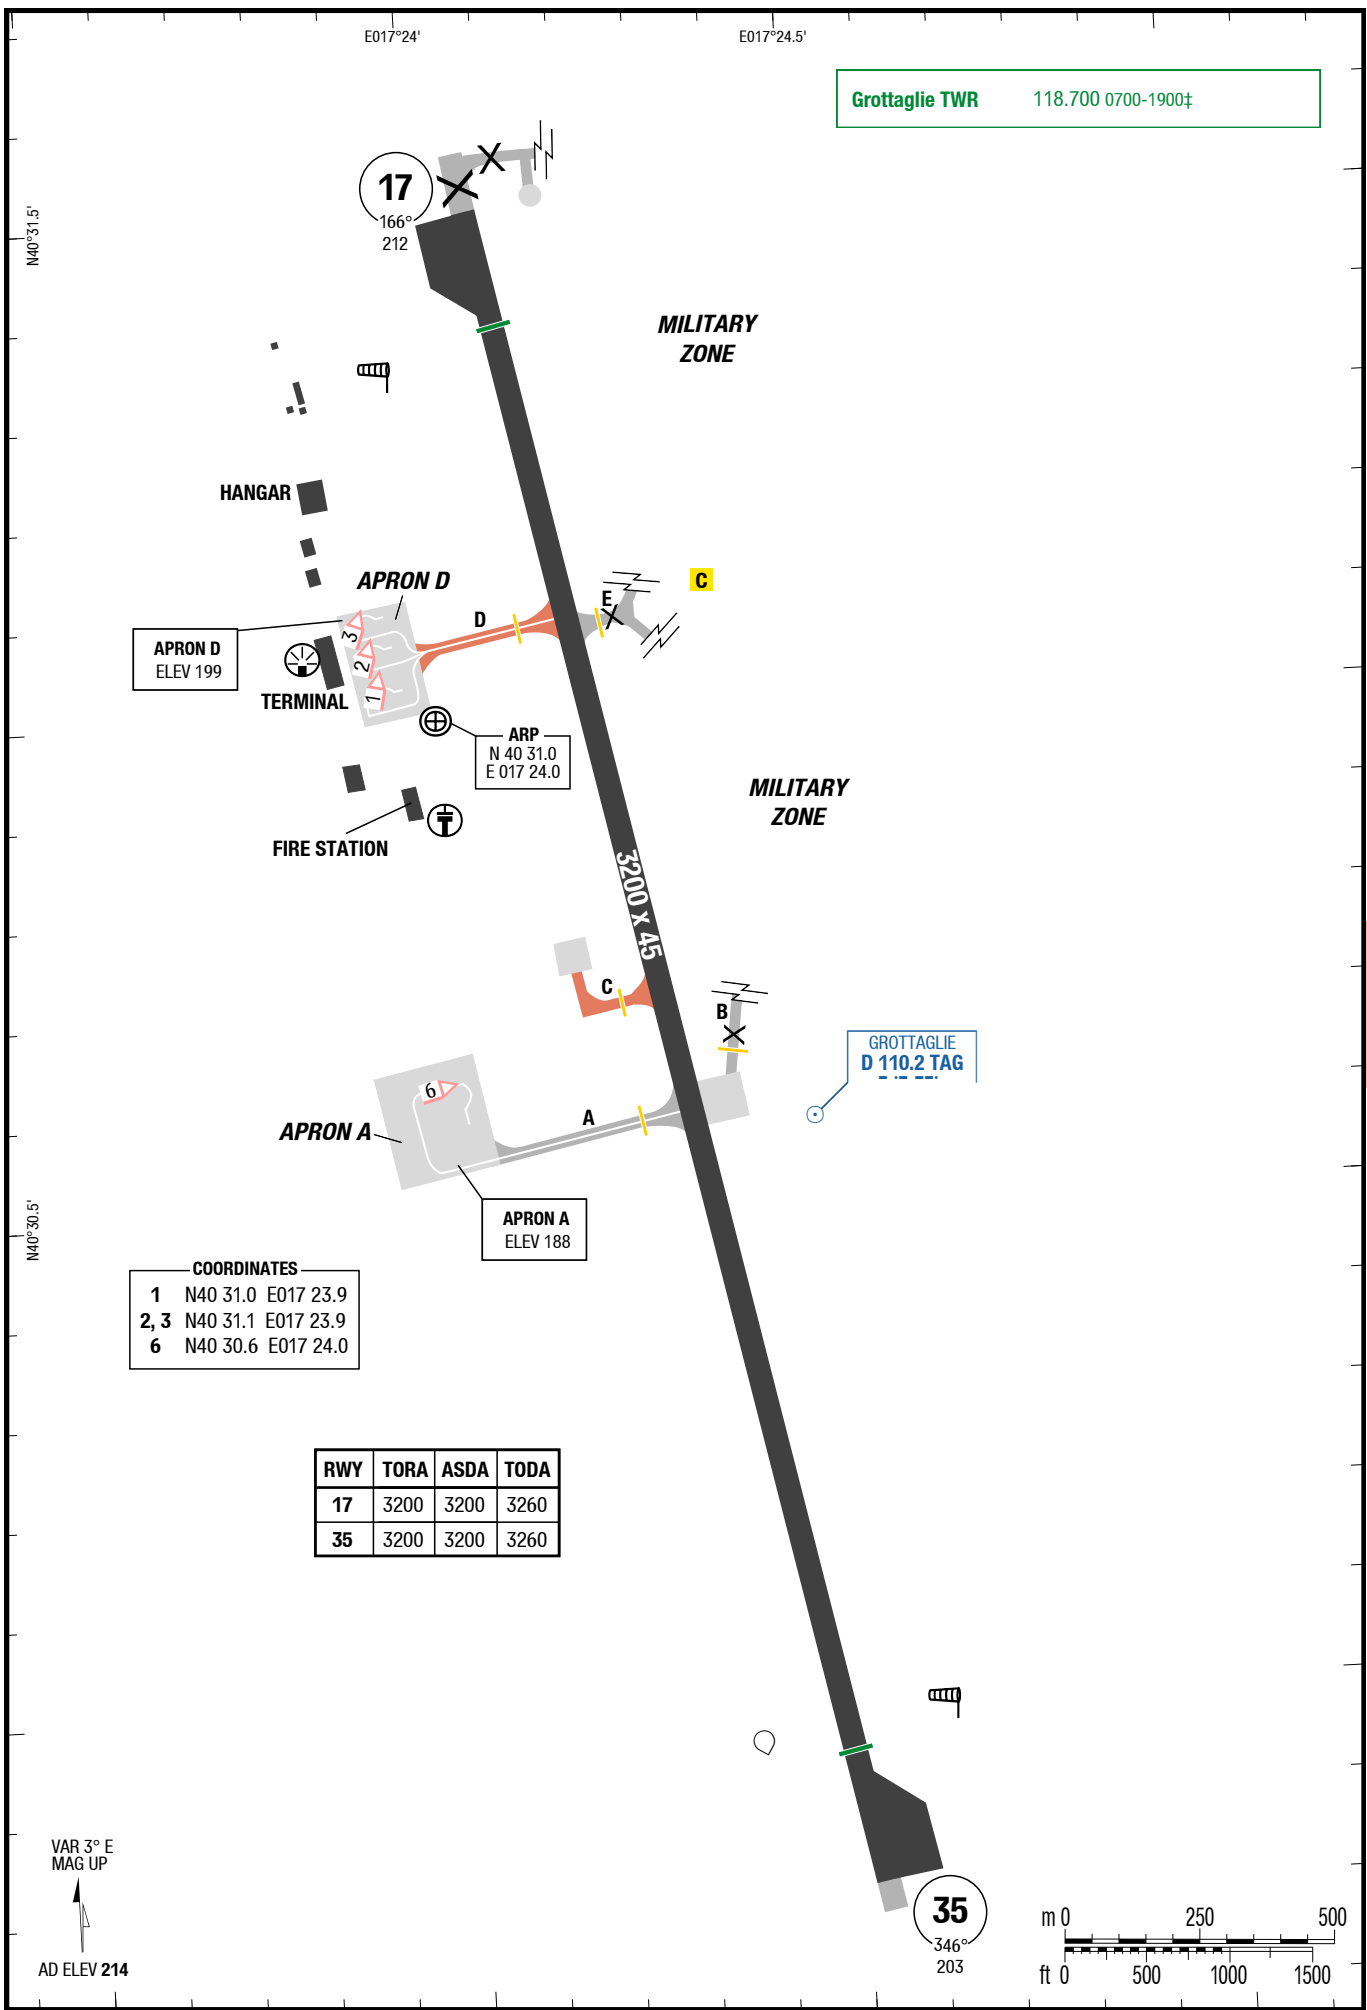 E017°24'
E017°24.5'
Grottaglie TWR 118.700 0700-1900‡
17
166°
212
N40°31.5'
MILITARY
ZONE
HANGAR
APRON D
C
D
E
3
2
1
APRON D
ELEV 199
TERMINAL
ARP
N 40 31.0
E 017 24.0
MILITARY
ZONE
FIRE STATION
3200 x 45
C
B
GROTTAGLIE
D 110.2 TAG
6
A
APRON A
N40°30.5'
APRON A
ELEV 188
COORDINATES
1 N40 31.0 E017 23.9
2, 3 N40 31.1 E017 23.9
6 N40 30.6 E017 24.0
RWY TORA ASDA TODA
17 3200 3200 3260
35 3200 3200 3260
VAR 3° E
MAG UP
AD ELEV 214
35
346°
203
m 0 250 500
ft 0 500 1000 1500